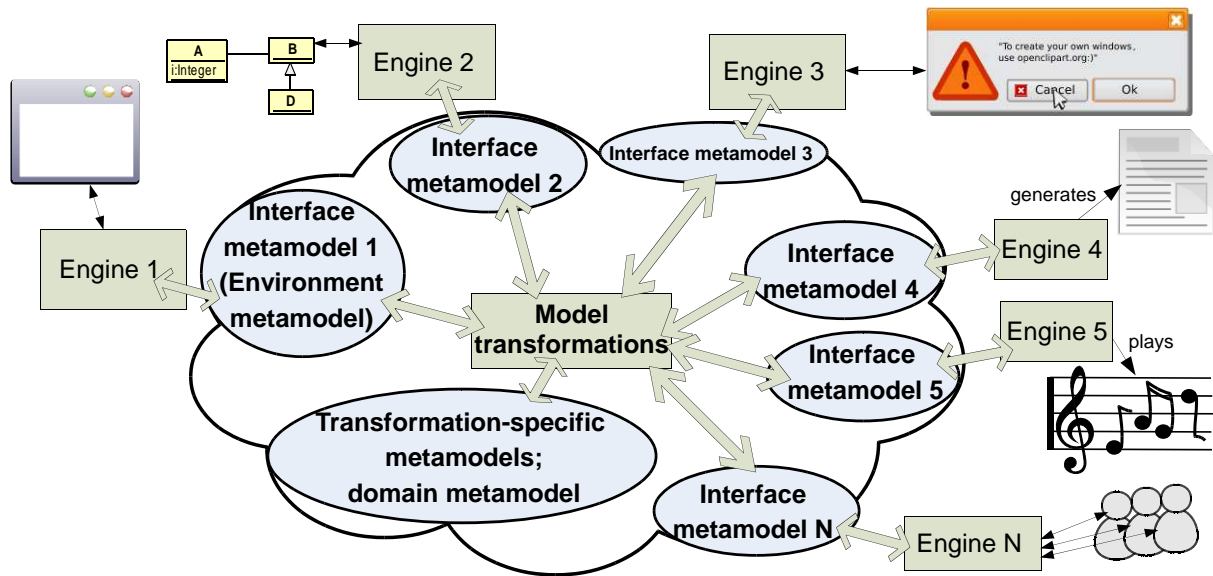 A
i:Integer
B
D
Engine 2
Engine 3
"To create your own windows,
use openclipart.org:)"
Cancel
Ok
Interface
metamodel 2
Interface metamodel 3
generates
Interface
metamodel 1
(Environment
metamodel)
Engine 1
Interface
metamodel 4
Engine 4
Model
transformations
Interface
metamodel 5
Engine 5
plays
Transformation-specific
metamodels;
domain metamodel
Interface
metamodel N
Engine N